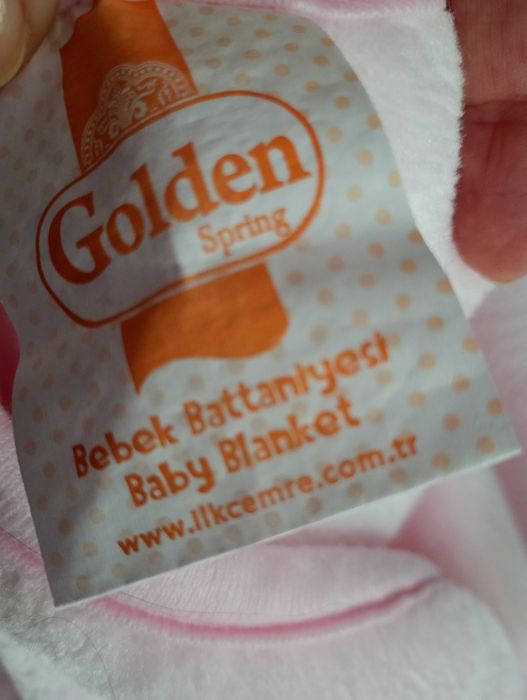 Golden
Spring
Bebek Battaniyesi
Baby Blanket
www.ilkcemre.com.tr